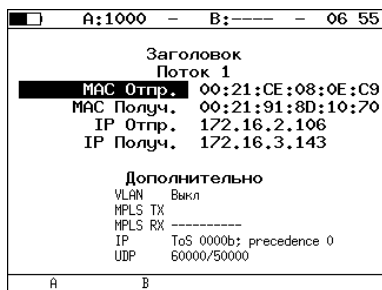 A:1000 – B:---- – 06 55
Заголовок
Поток 1
MAC Отпр. 00:21:CE:08:0E:C9
MAC Получ. 00:21:91:8D:10:70
IP Отпр. 172.16.2.106
IP Получ. 172.16.3.143
Дополнительно
VLAN Выкл
MPLS TX
MPLS RX ----------
IP ToS 0000b; precedence 0
UDP 60000/50000
A B